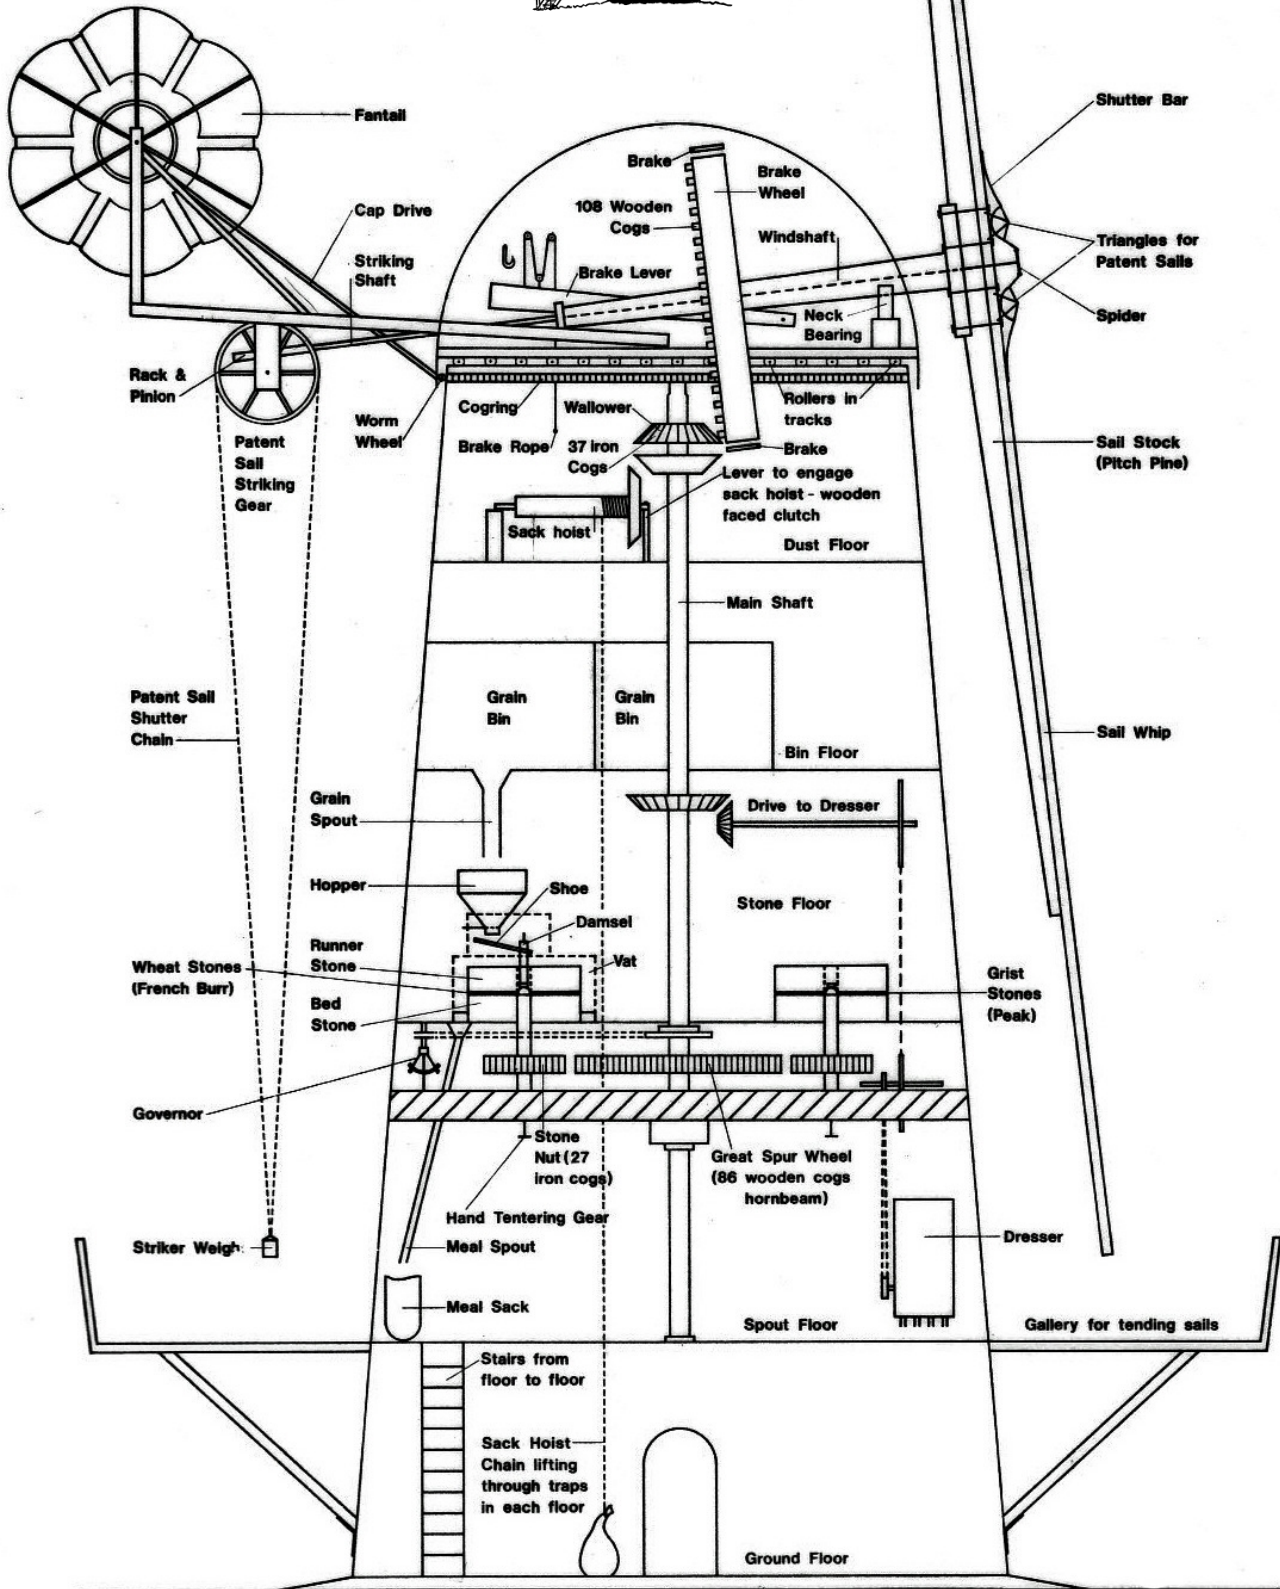 Fantail
Shutter Bar
Brake
Brake
Wheel
108 Wooden
Cogs
Cap Drive
Windshaft
Triangles for
Patent Sails
Striking
Shaft
Brake Lever
Neck
Bearing
Spider
Rack &
Pinion
Worm
Wheel
Cogring
Wallower
Rollers in
tracks
Brake Rope
37 iron
Cogs
Brake
Sail Stock
(Pitch Pine)
Patent
Sail
Striking
Gear
Lever to engage
sack hoist - wooden
faced clutch
Sack hoist
Dust Floor
Main Shaft
Patent Sail
Shutter
Chain
Grain
Bin
Grain
Bin
Bin Floor
Sail Whip
Grain
Spout
Drive to Dresser
Hopper
Shoe
Stone Floor
Damsel
Runner
Stone
Vat
Wheat Stones
(French Burr)
Bed
Stone
Grist
Stones
(Peak)
Governor
Stone
Nut (27
iron cogs)
Great Spur Wheel
(86 wooden cogs
hornbeam)
Hand Tentering Gear
Striker Weigh
Meal Spout
Dresser
Meal Sack
Spout Floor
Gallery for tending sails
Stairs from
floor to floor
Sack Hoist
Chain lifting
through traps
in each floor
Ground Floor